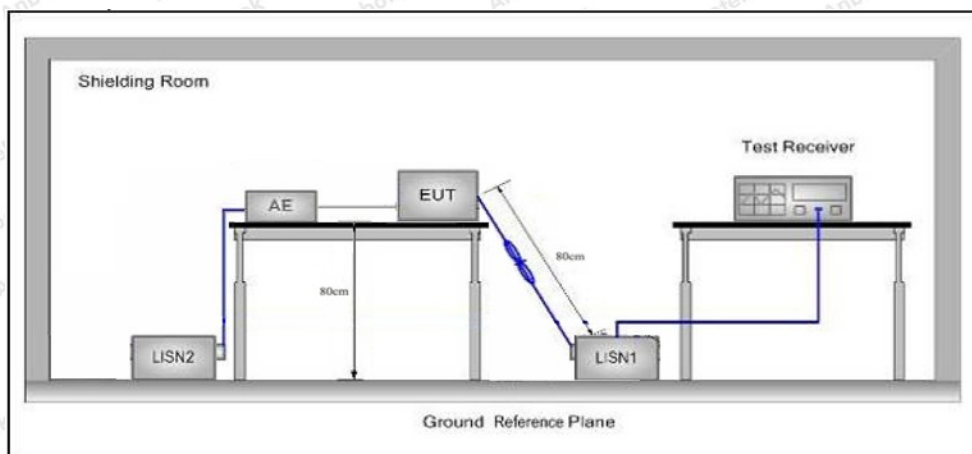 Shielding Room
Test Receiver
EUT
AE
80cm
80cm
LISN2
LISN1
Ground Reference Plane